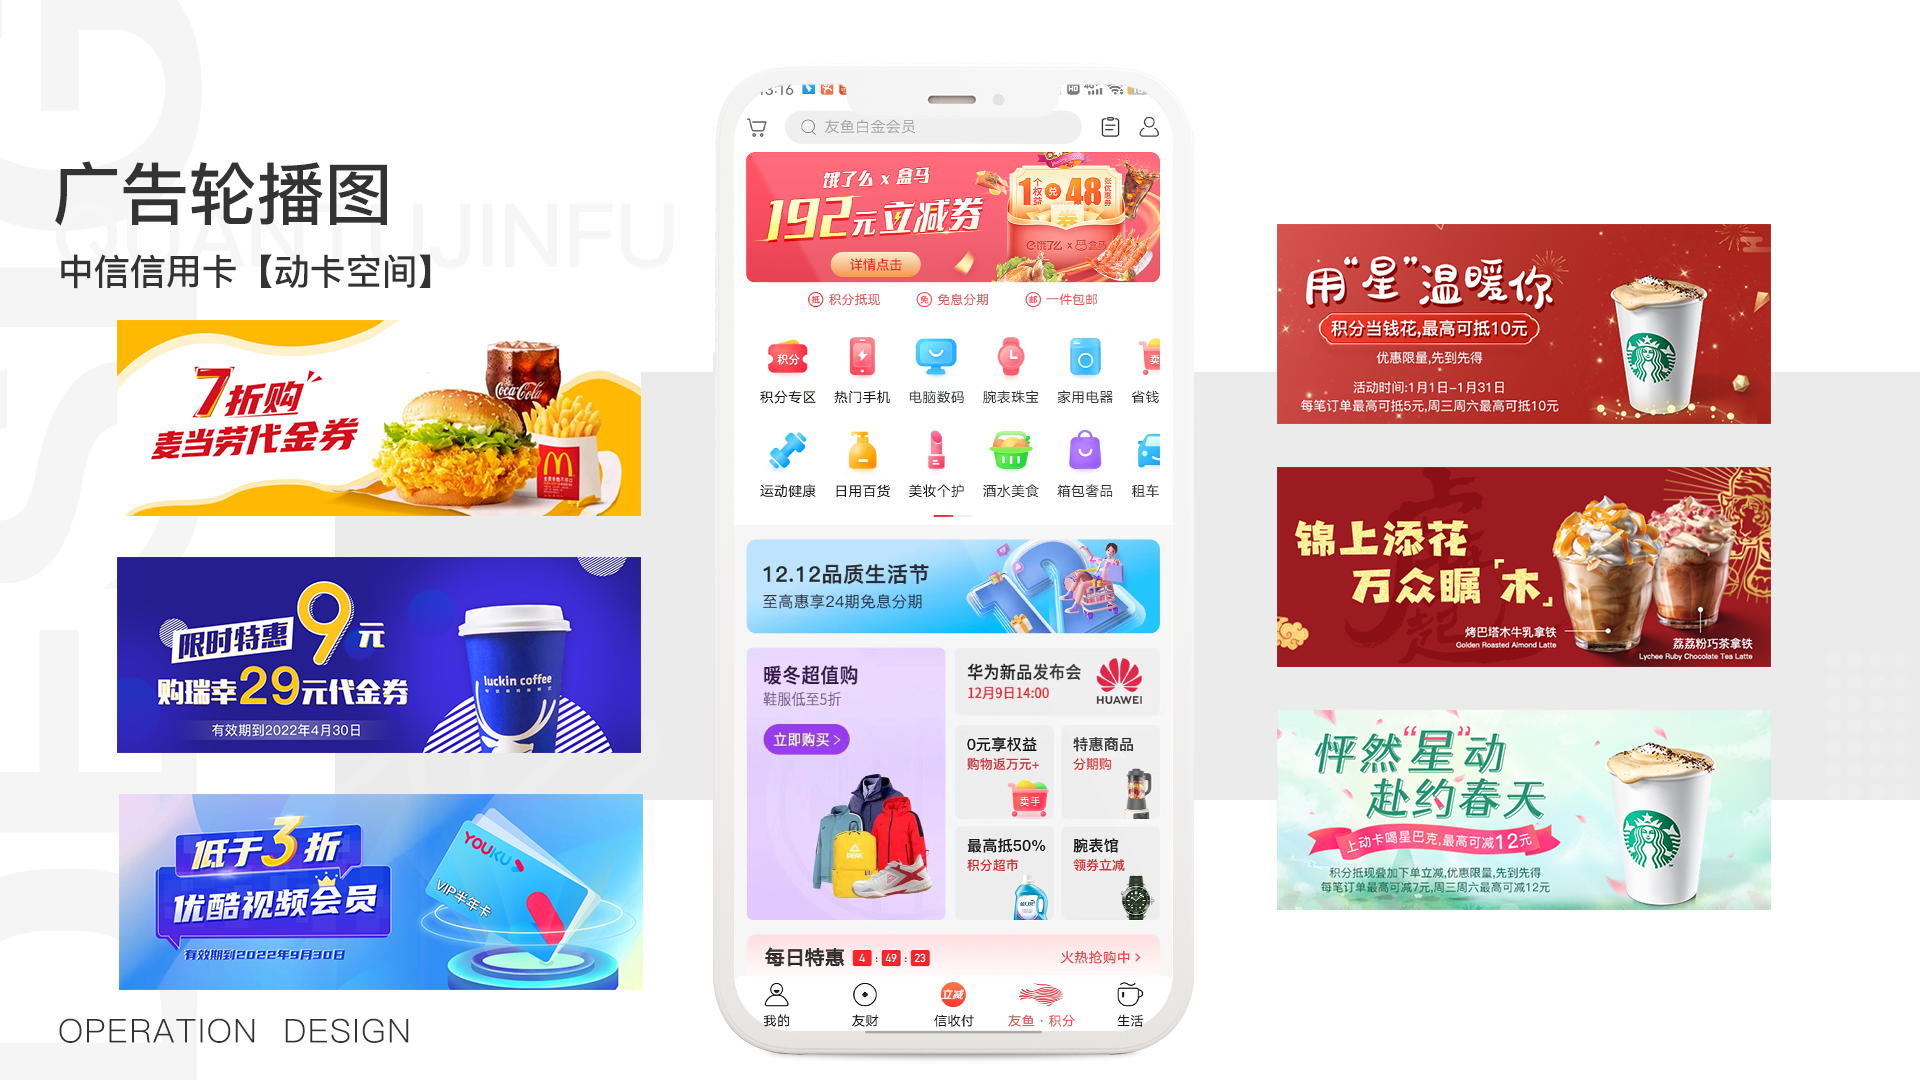 广告轮播图
QUANTUJINFU
中信信用卡【动卡空间】
7折购
麦当劳代金券
Coca-Cola
限时特惠9元
购瑞幸29元代金券
有效期到2022年4月30日
luckin coffee
低于3折
优酷视频会员
有效期到2022年9月30日
YOUKU
VIP半年卡
OPERATION DESIGN
13:16
HD
友鱼白金会员
饿了么 x 盒马
192元立减券
详情点击
1个权益 兑 48张优惠券
券
饿了么 x 盒马
抵 积分抵现
免 免息分期
邮 一件包邮
积分
卖
积分专区
热门手机
电脑数码
腕表珠宝
家用电器
省钱
运动健康
日用百货
美妆个护
酒水美食
箱包奢品
租车
12.12品质生活节
至高惠享24期免息分期
暖冬超值购
鞋服低至5折
立即购买 >
PEAK
华为新品发布会
12月9日14:00
HUAWEI
0元享权益
购物返万元+
卖手
特惠商品
分期购
最高抵50%
积分超市
腕表馆
领券立减
每日特惠 4 : 49 : 23
火热抢购中 >
立减
我的
友财
信收付
友鱼 · 积分
生活
用“星”温暖你
积分当钱花,最高可抵10元
优惠限量,先到先得
活动时间:1月1日-1月31日
每笔订单最高可抵5元,周三周六最高可抵10元
锦上添花
万众瞩「木」
烤巴塔木牛乳拿铁
Golden Roasted Almond Latte
荔荔粉巧茶拿铁
Lychee Ruby Chocolate Tea Latte
怦然“星”动
赴约春天
上动卡喝星巴克,最高可减12元
积分抵现叠加下单立减,优惠限量,先到先得
每笔订单最高可减7元,周三周六最高可减12元